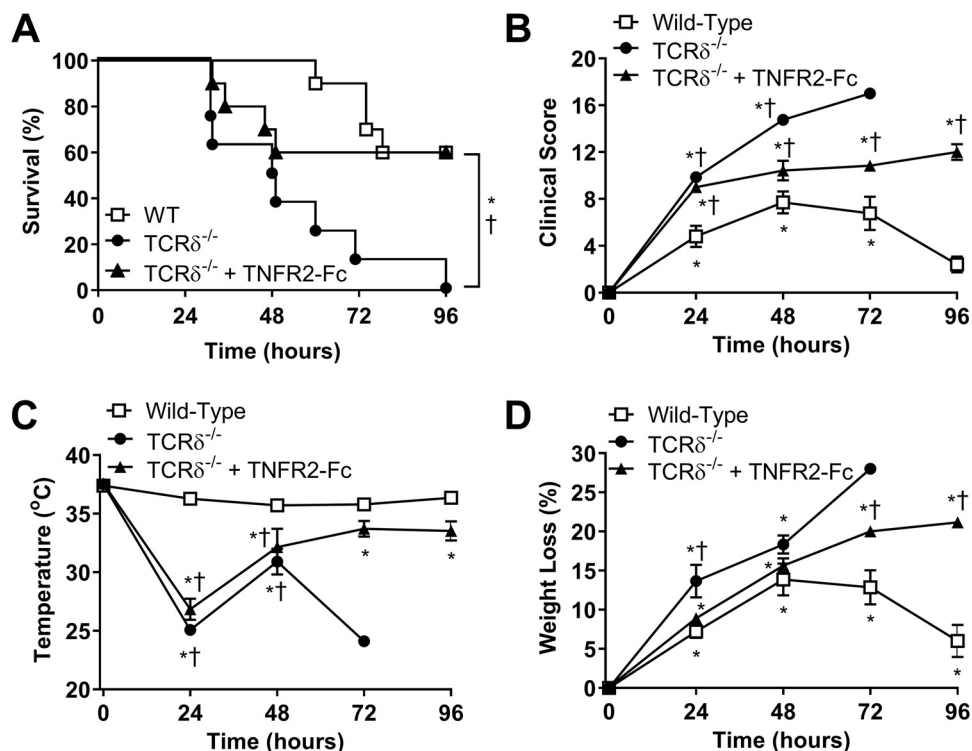 A
Survival (%)
100
80
60
40
20
0
WT
TCRδ-/-
TCRδ-/- + TNFR2-Fc
*
†
0 24 48 72 96
Time (hours)
B
Wild-Type
TCRδ-/-
TCRδ-/- + TNFR2-Fc
Clinical Score
20
16
12
8
4
0
*† *† *†
*† *† *†
* * *
0 24 48 72 96
Time (hours)
C
Wild-Type
TCRδ-/-
TCRδ-/- + TNFR2-Fc
Temperature (oC)
40
35
30
25
20
*†
*† * *
*†
*†
0 24 48 72 96
Time (hours)
D
Wild-Type
TCRδ-/-
TCRδ-/- + TNFR2-Fc
Weight Loss (%)
30
25
20
15
10
5
0
*† * *† *†
* *
* * * *
0 24 48 72 96
Time (hours)